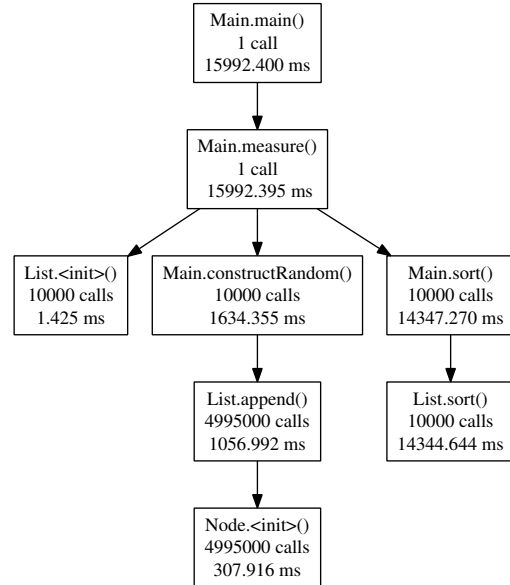 Main.main()
1 call
15992.400 ms
Main.measure()
1 call
15992.395 ms
List.<init>()
10000 calls
1.425 ms
Main.constructRandom()
10000 calls
1634.355 ms
Main.sort()
10000 calls
14347.270 ms
List.append()
4995000 calls
1056.992 ms
List.sort()
10000 calls
14344.644 ms
Node.<init>()
4995000 calls
307.916 ms